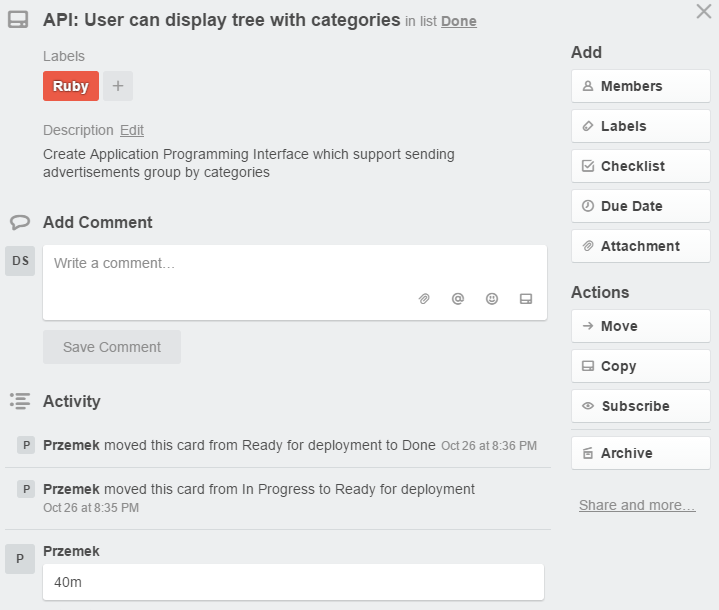 API: User can display tree with categories in list Done
Labels
Ruby +
Description Edit
Create Application Programming Interface which support sending
advertisements group by categories
Add Comment
DS
Write a comment…
Save Comment
Activity
P Przemek moved this card from Ready for deployment to Done Oct 26 at 8:36 PM
P Przemek moved this card from In Progress to Ready for deployment
Oct 26 at 8:35 PM
P Przemek
40m
Add
Members
Labels
Checklist
Due Date
Attachment
Actions
Move
Copy
Subscribe
Archive
Share and more…